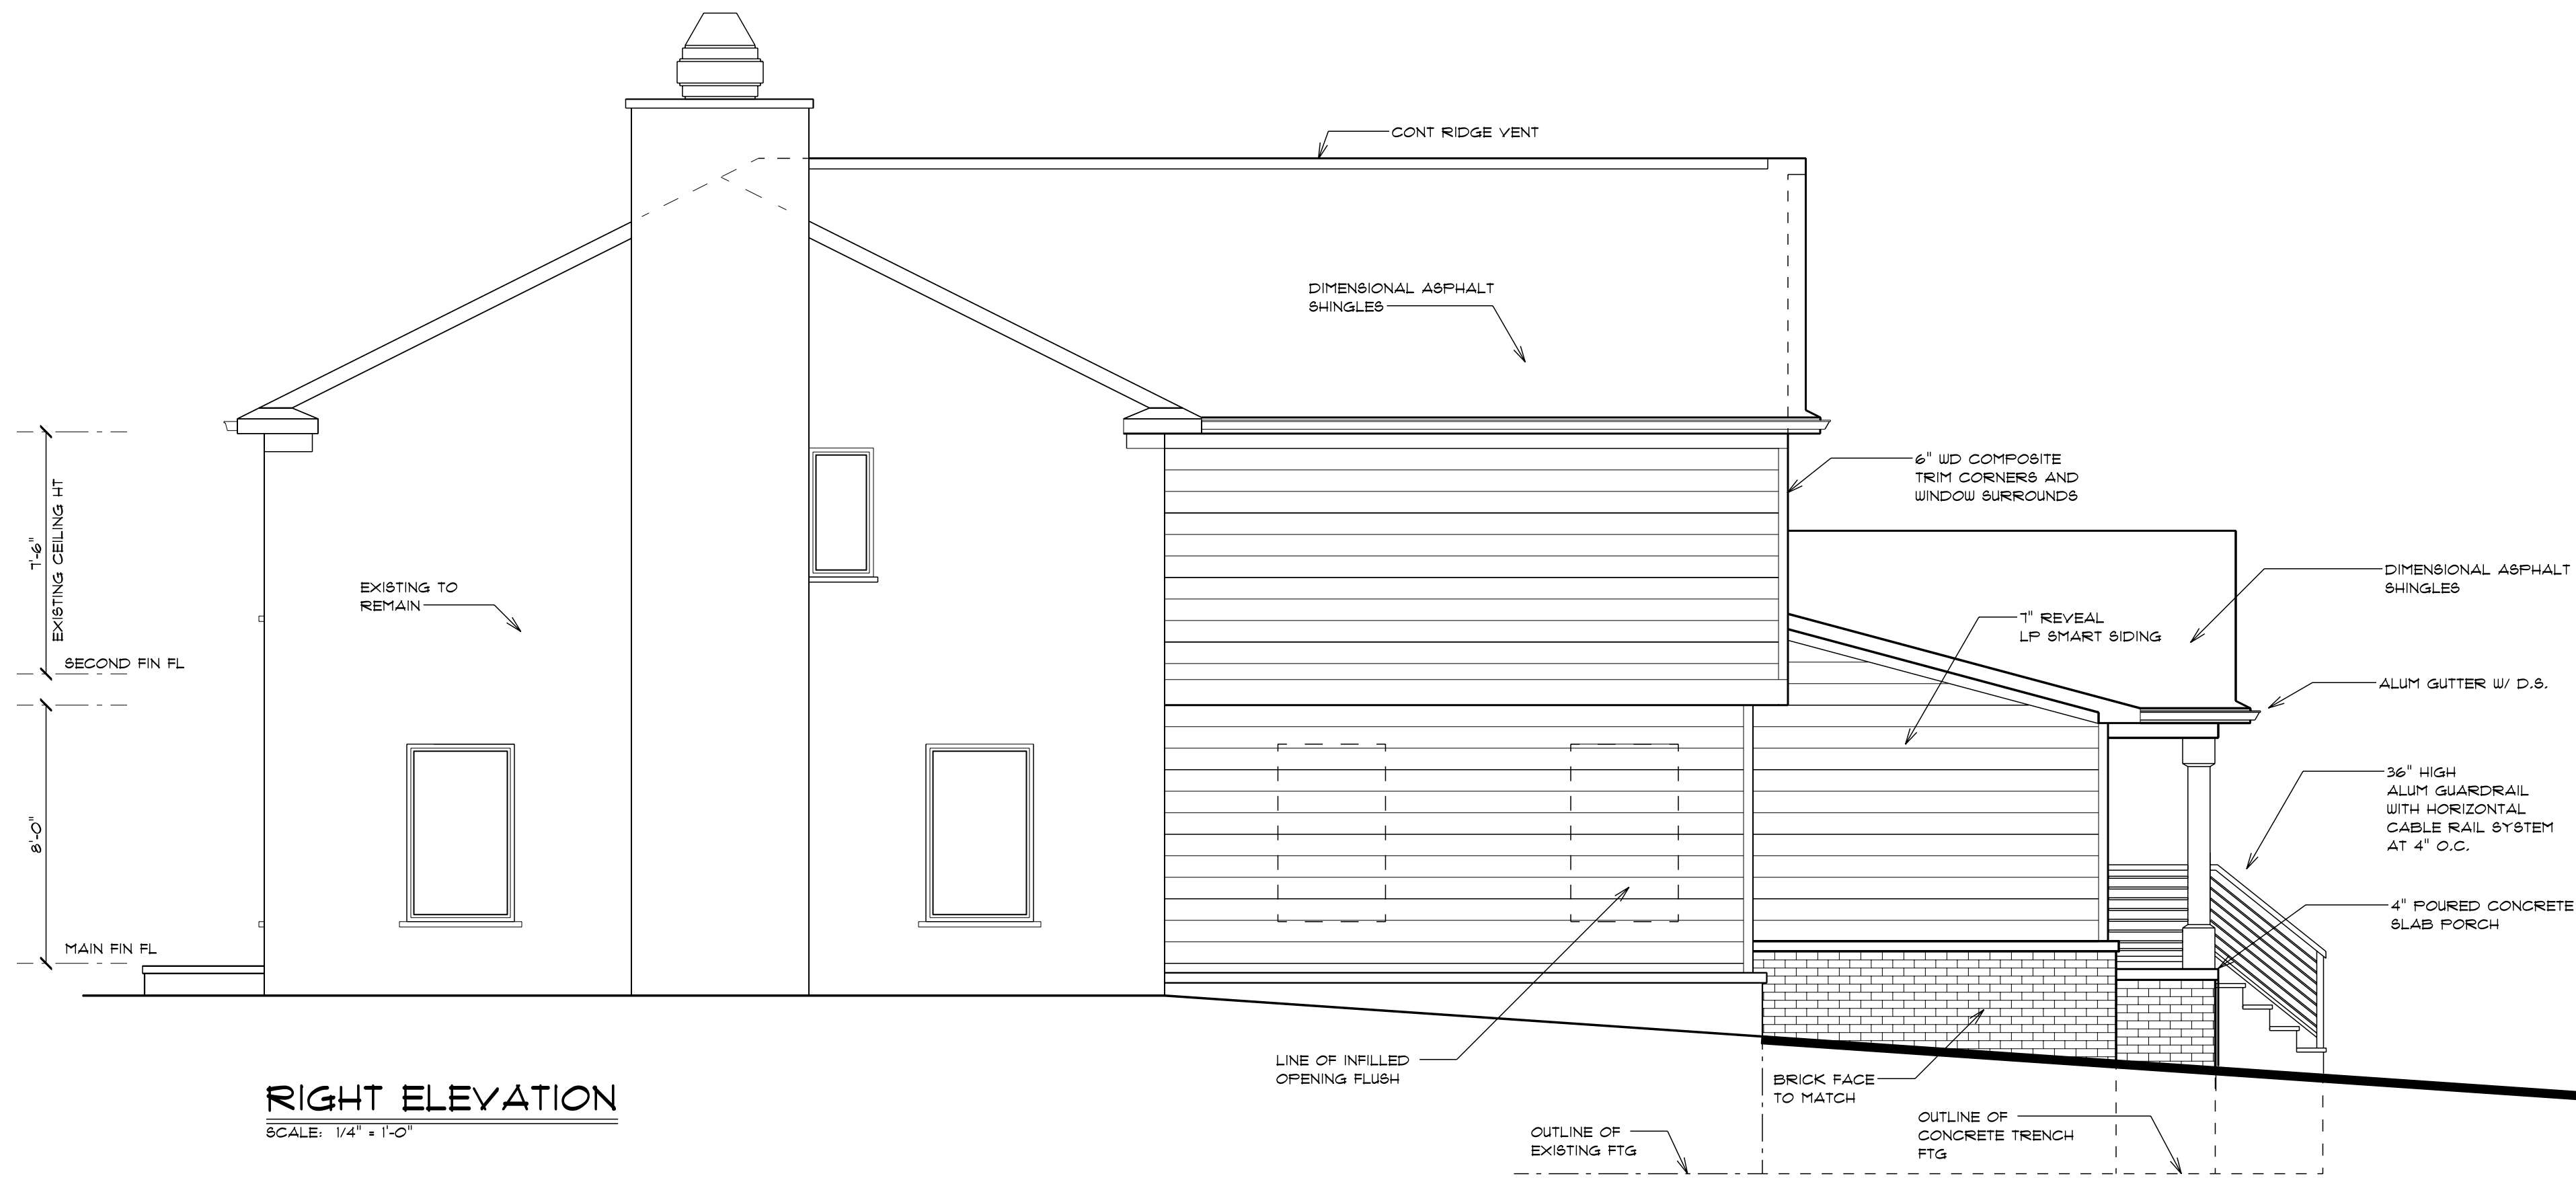 CONT RIDGE VENT
DIMENSIONAL ASPHALT
SHINGLES
6" WD COMPOSITE
TRIM CORNERS AND
WINDOW SURROUNDS
7'-6"
EXISTING CEILING HT
EXISTING TO
REMAIN
DIMENSIONAL ASPHALT
SHINGLES
7" REVEAL
LP SMART SIDING
SECOND FIN FL
ALUM GUTTER W/ D.S.
36" HIGH
ALUM GUARDRAIL
WITH HORIZONTAL
CABLE RAIL SYSTEM
AT 4" O.C.
8'-0"
4" POURED CONCRETE
SLAB PORCH
MAIN FIN FL
LINE OF INFILLED
OPENING FLUSH
BRICK FACE
TO MATCH
RIGHT ELEVATION
SCALE: 1/4" = 1'-0"
OUTLINE OF
EXISTING FTG
OUTLINE OF
CONCRETE TRENCH
FTG